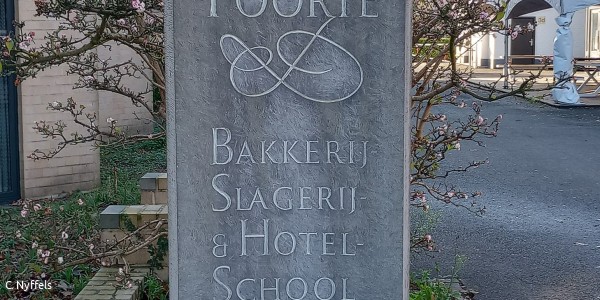 POORTE
BAKKERIJ-
SLAGERIJ-
& HOTEL-
SCHOOL
C.Nyffels